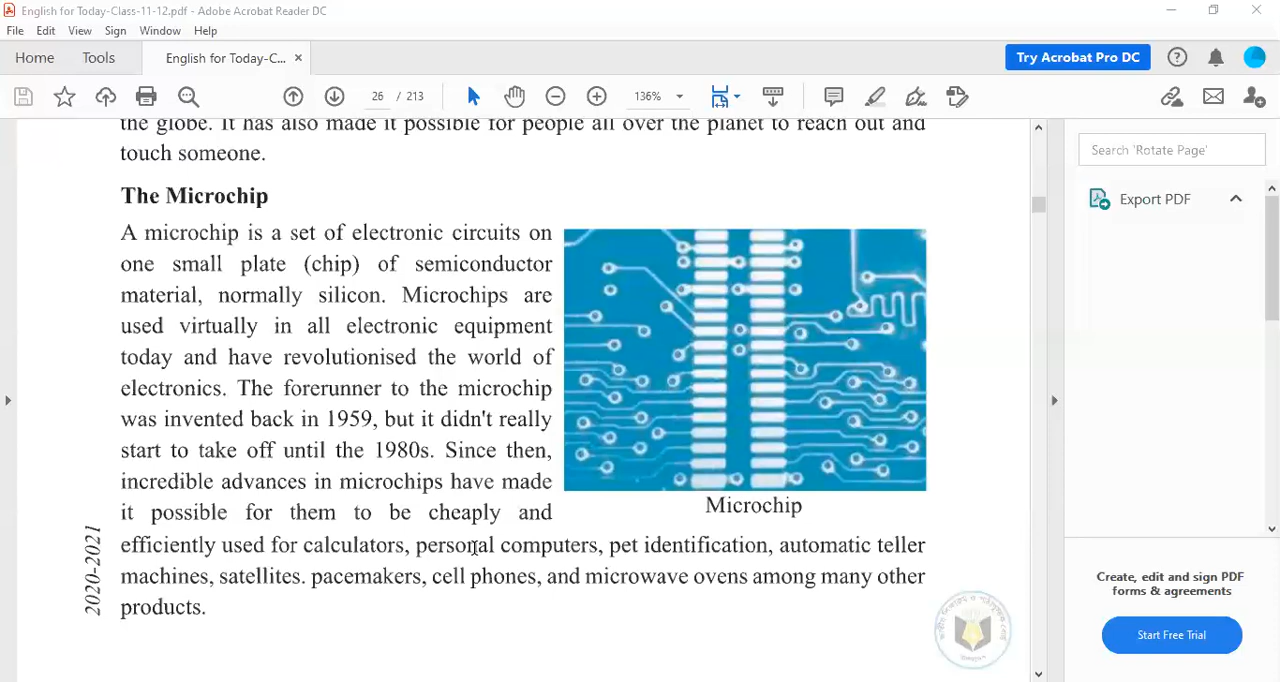 English for Today-Class-11-12.pdf - Adobe Acrobat Reader DC
File Edit View Sign Window Help
Home Tools English for Today-C... × Try Acrobat Pro DC
26 / 213 136%
the globe. It has also made it possible for people all over the planet to reach out and
touch someone.
Search 'Rotate Page'
Export PDF
The Microchip
A microchip is a set of electronic circuits on
one small plate (chip) of semiconductor
material, normally silicon. Microchips are
used virtually in all electronic equipment
today and have revolutionised the world of
electronics. The forerunner to the microchip
was invented back in 1959, but it didn't really
start to take off until the 1980s. Since then,
incredible advances in microchips have made
it possible for them to be cheaply and
Microchip
efficiently used for calculators, personal computers, pet identification, automatic teller
machines, satellites. pacemakers, cell phones, and microwave ovens among many other
products.
2020-2021
Create, edit and sign PDF
forms & agreements
Start Free Trial